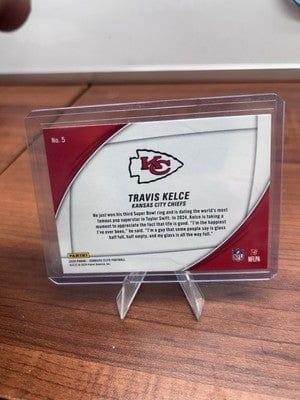 No. 5
KC
TRAVIS KELCE
KANSAS CITY CHIEFS
He just won his third Super Bowl ring and is dating the world's most
famous pop superstar in Taylor Swift. In 2024, Kelce is taking a
moment to appreciate the fact that life is good. "I'm the happiest
I've ever been," he said. "I'm a guy that some people say is glass
half full, half empty, and my glass is all the way full."
PANINI
FOOTBALL
NFL
NFLPA